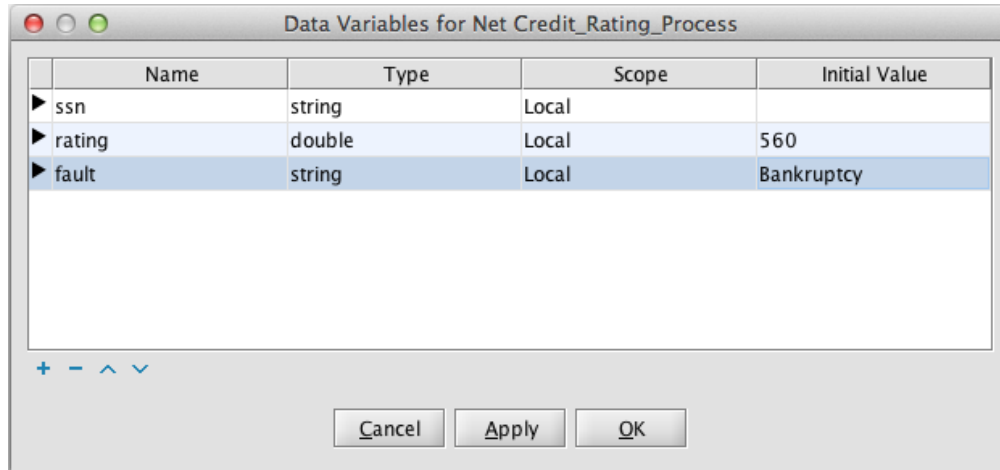 Data Variables for Net Credit_Rating_Process
Name Type Scope Initial Value
ssn string Local
rating double Local 560
fault string Local Bankruptcy
Cancel Apply OK